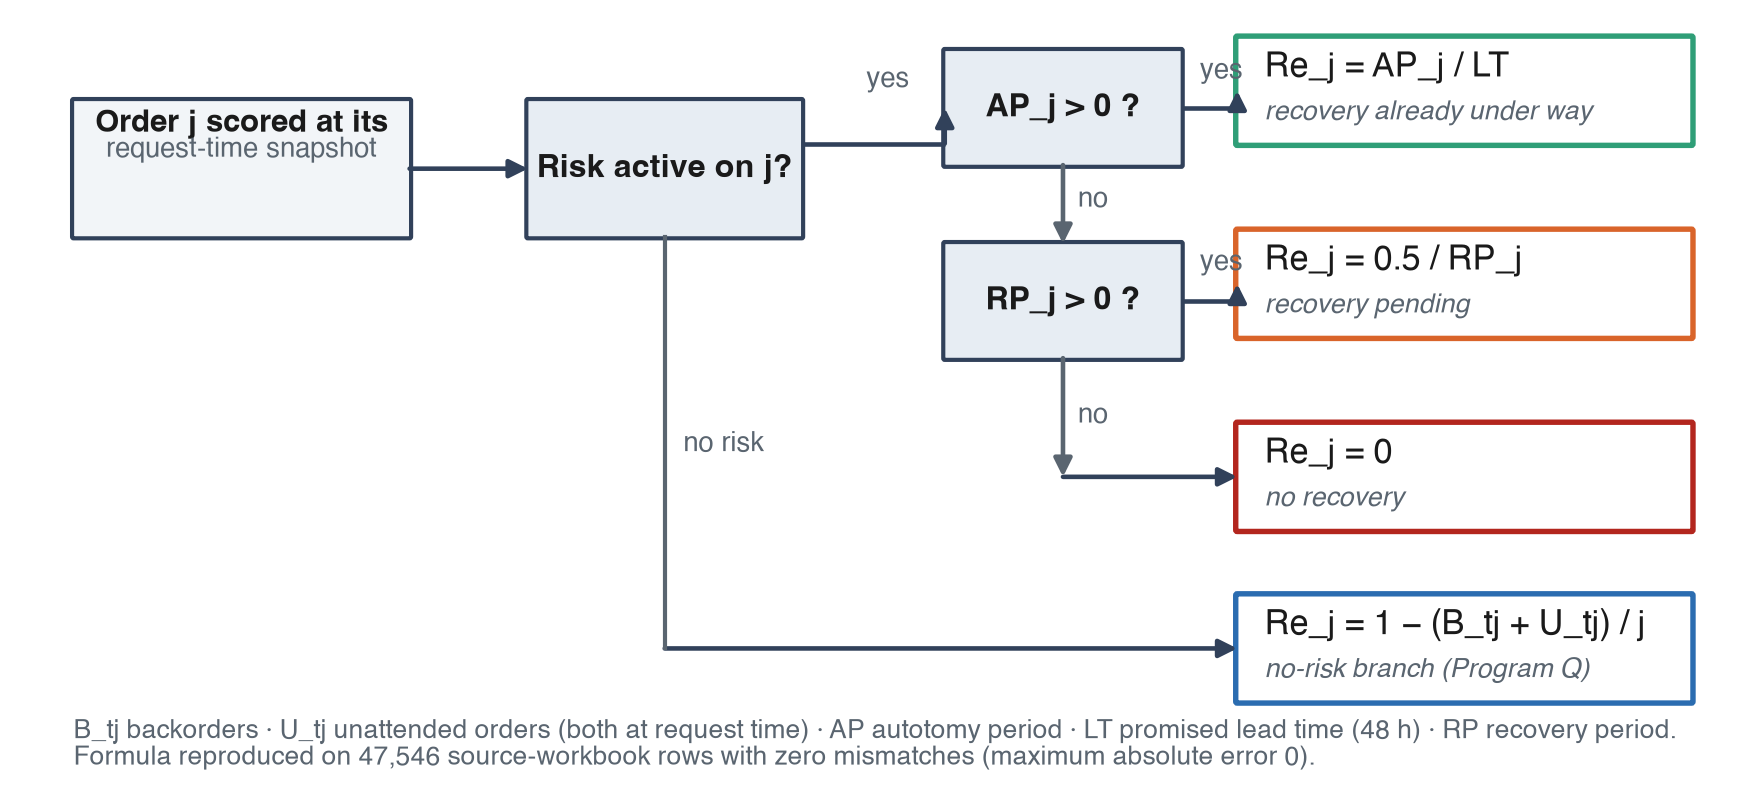 Order j scored at its
request-time snapshot
Risk active on j?
yes
AP_j > 0 ?
yes
Re_j = AP_j / LT
recovery already under way
no
RP_j > 0 ?
yes
Re_j = 0.5 / RP_j
recovery pending
no
Re_j = 0
no recovery
no risk
Re_j = 1 − (B_tj + U_tj) / j
no-risk branch (Program Q)
B_tj backorders · U_tj unattended orders (both at request time) · AP autotomy period · LT promised lead time (48 h) · RP recovery period.
Formula reproduced on 47,546 source-workbook rows with zero mismatches (maximum absolute error 0).